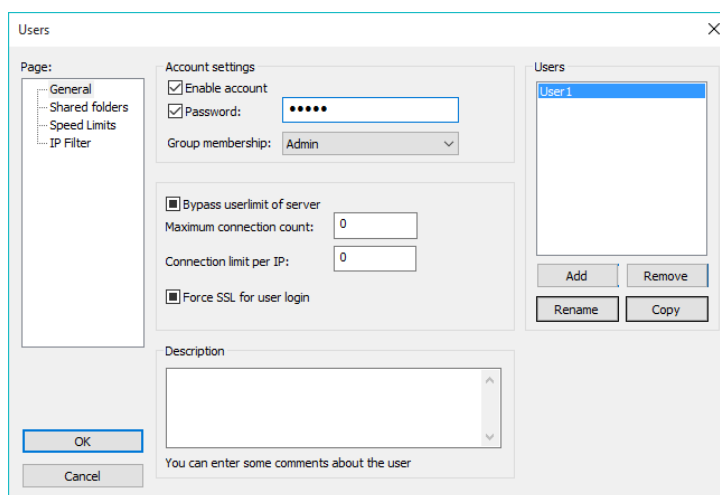 Users
Page:
General
Shared folders
Speed Limits
IP Filter
Account settings
Enable account
Password: •••••
Group membership: Admin
Bypass userlimit of server
Maximum connection count: 0
Connection limit per IP: 0
Force SSL for user login
Description
You can enter some comments about the user
Users
User1
Add Remove
Rename Copy
OK
Cancel